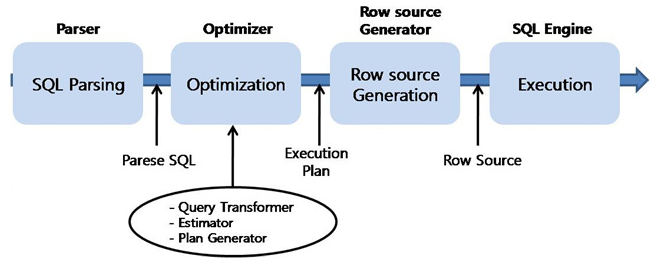 Parser
Optimizer
Row source
Generator
SQL Engine
SQL Parsing
Optimization
Row source
Generation
Execution
Parese SQL
Execution
Plan
Row Source
- Query Transformer
- Estimator
- Plan Generator